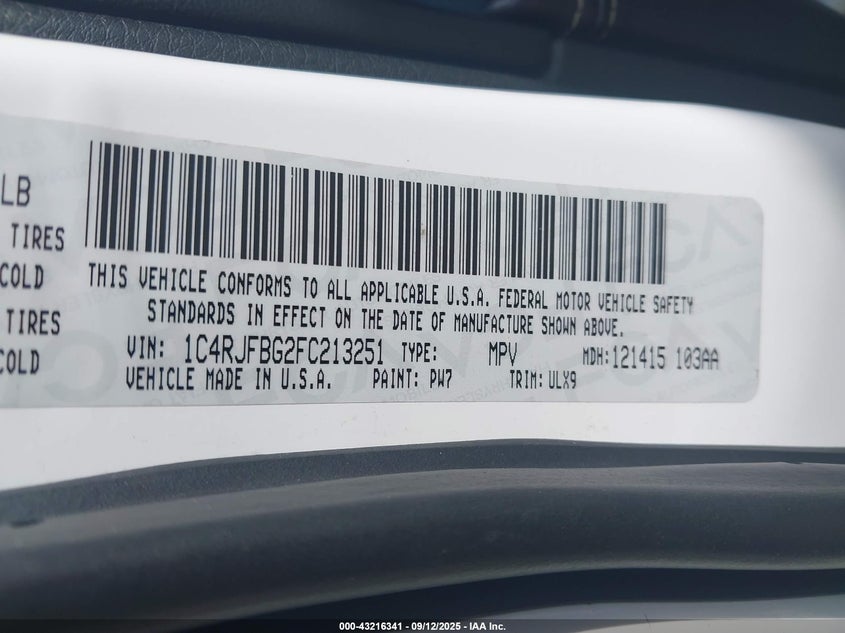 LB
TIRES
COLD
TIRES
COLD
THIS VEHICLE CONFORMS TO ALL APPLICABLE U.S.A. FEDERAL MOTOR VEHICLE SAFETY
STANDARDS IN EFFECT ON THE DATE OF MANUFACTURE SHOWN ABOVE.
VIN: 1C4RJFBG2FC213251 TYPE: MPV MDH:121415 103AA
VEHICLE MADE IN U.S.A. PAINT: PW7 TRIM:ULX9
000-43216341 - 09/12/2025 - IAA Inc.